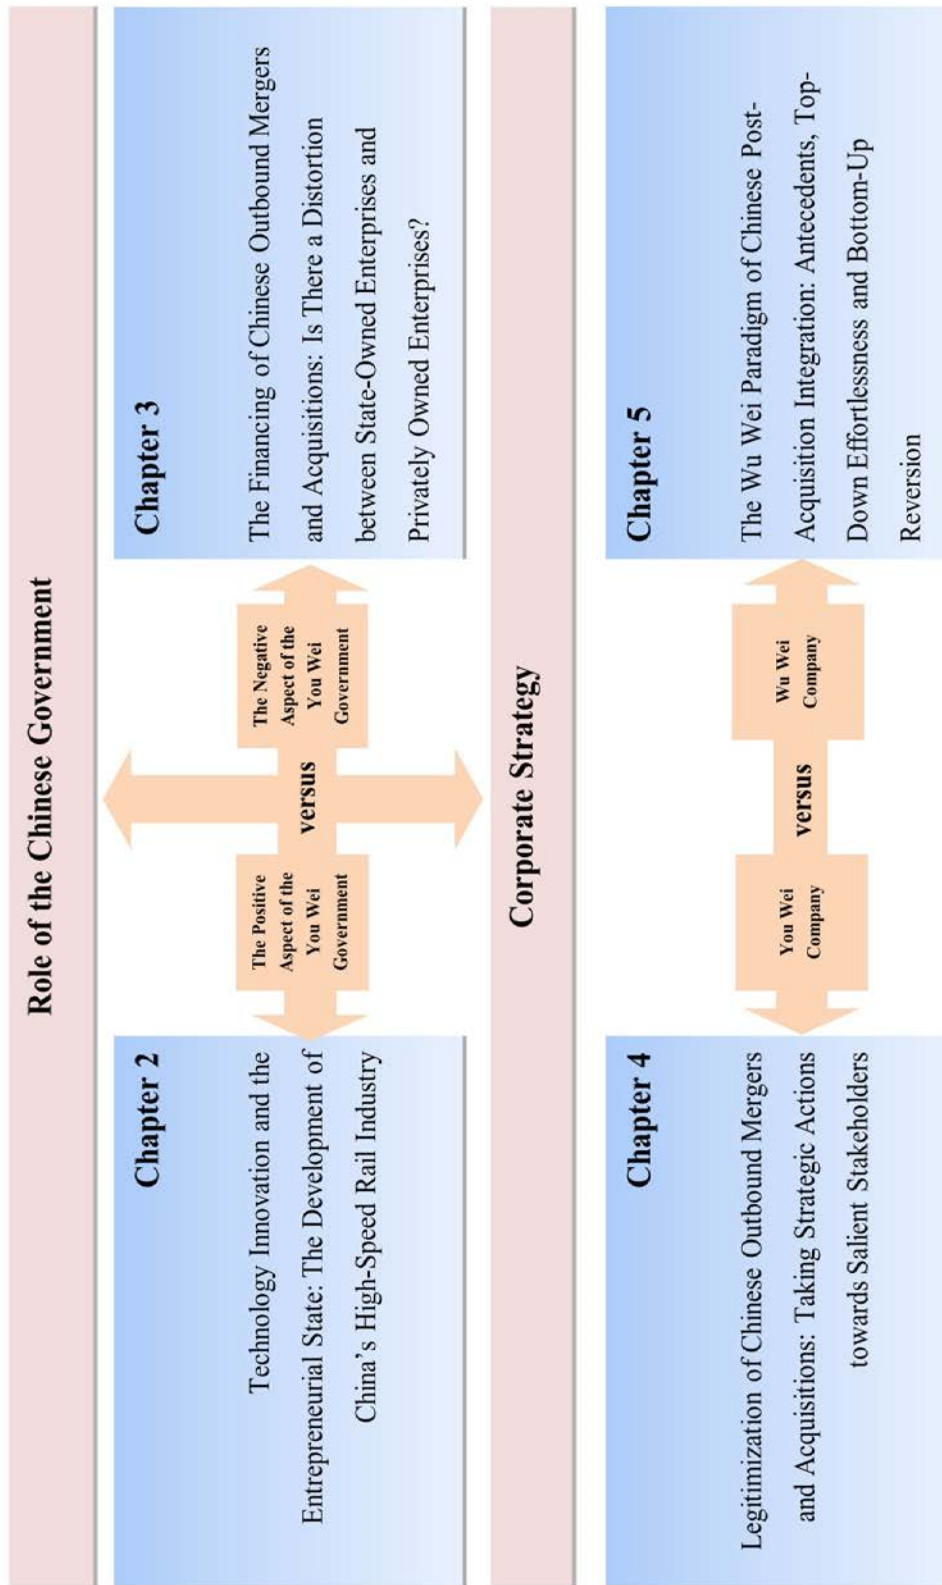 Role of the Chinese Government
Chapter 2
Technology Innovation and the
Entrepreneurial State: The Development of
China’s High-Speed Rail Industry
The Positive
Aspect of the
You Wei
Government
versus
The Negative
Aspect of the
You Wei
Government
Chapter 3
The Financing of Chinese Outbound Mergers
and Acquisitions: Is There a Distortion
between State-Owned Enterprises and
Privately Owned Enterprises?
Corporate Strategy
Chapter 4
Legitimization of Chinese Outbound Mergers
and Acquisitions: Taking Strategic Actions
towards Salient Stakeholders
You Wei
Company
versus
Wu Wei
Company
Chapter 5
The Wu Wei Paradigm of Chinese Post-
Acquisition Integration: Antecedents, Top-
Down Effortlessness and Bottom-Up
Reversion